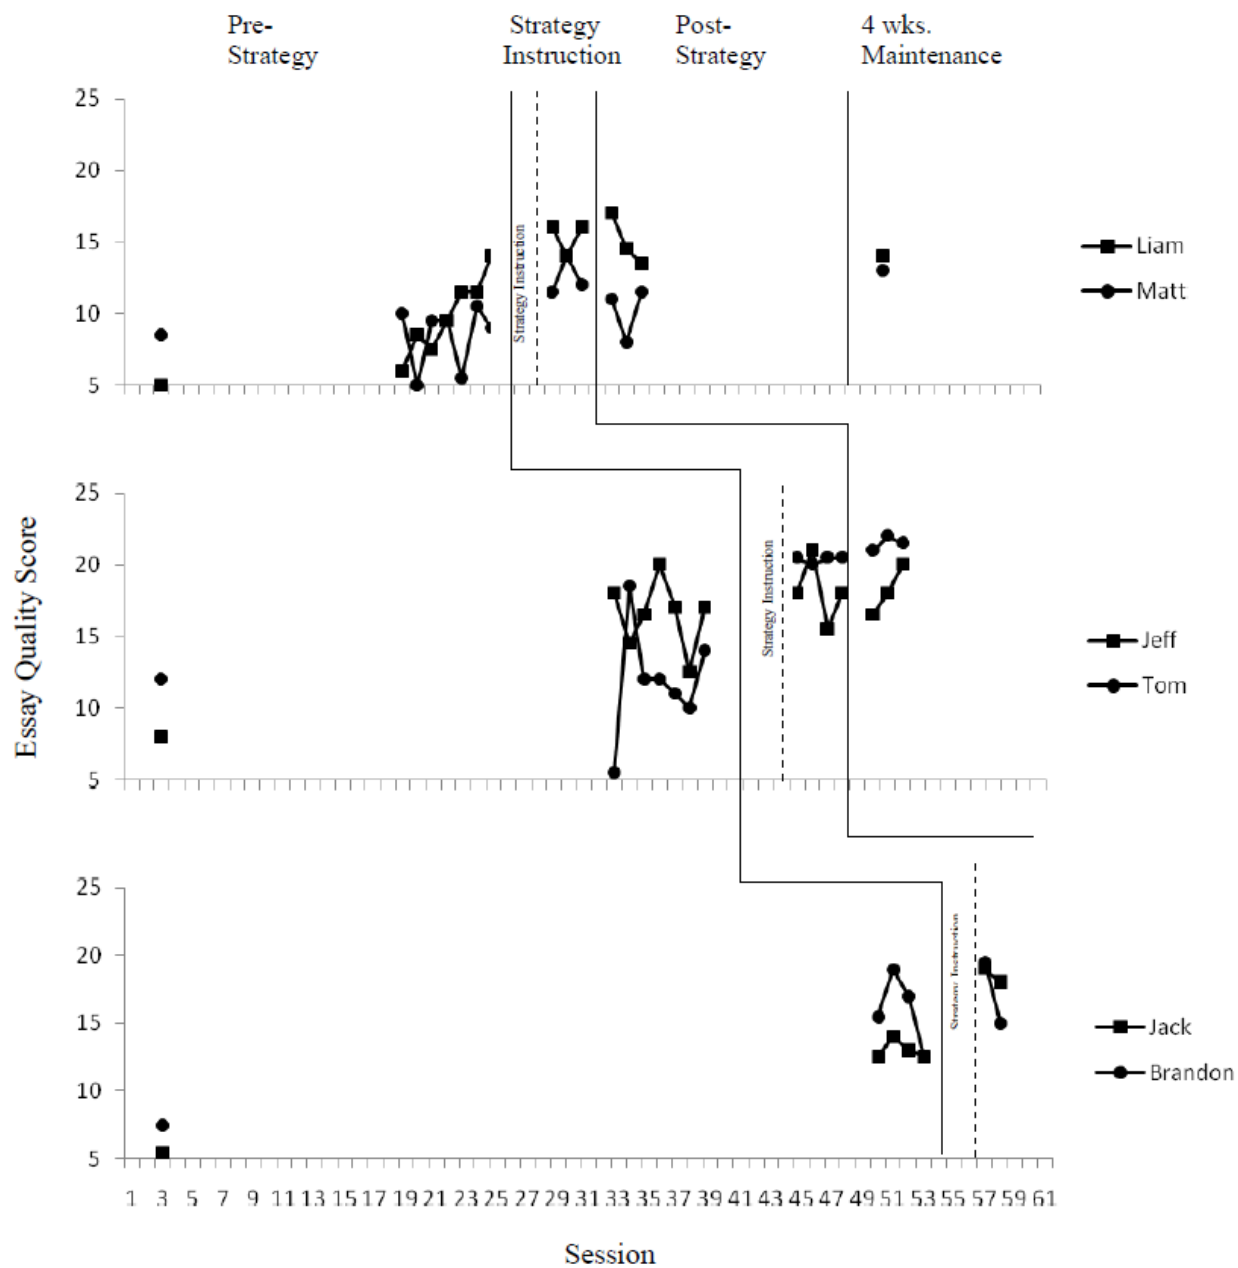 Pre-
Strategy
Strategy
Instruction
Post-
Strategy
4 wks.
Maintenance
25
20
15
10
5
Strategy Instruction
Liam
Matt
Essay Quality Score
25
20
15
10
5
Strategy Instruction
Jeff
Tom
25
20
15
10
5
Strategy Instruction
Jack
Brandon
1 3 5 7 9 11 13 15 17 19 21 23 25 27 29 31 33 35 37 39 41 43 45 47 49 51 53 55 57 59 61
Session